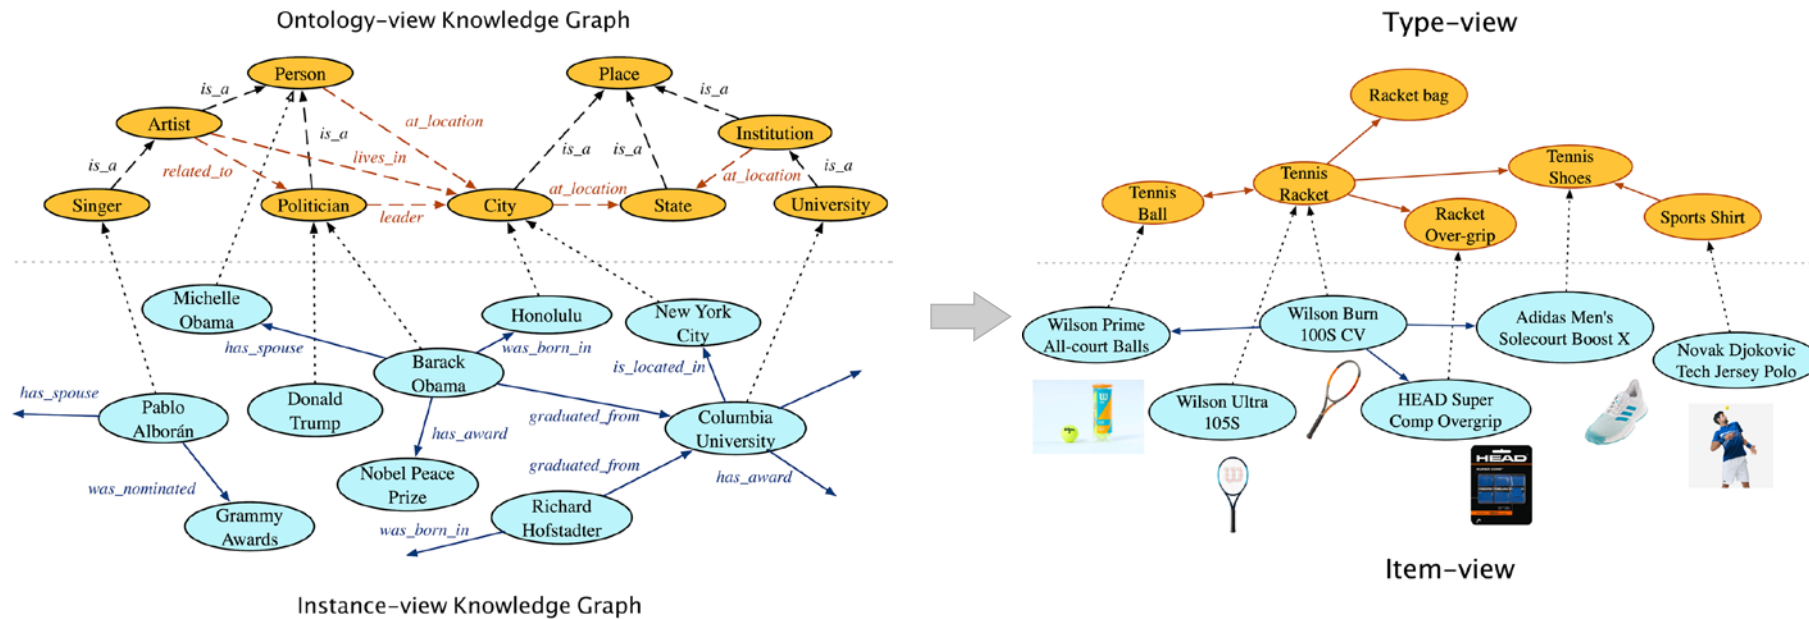 Ontology-view Knowledge Graph
Person
Place
is_a
is_a
Artist
at_location
Institution
is_a
is_a
is_a
is_a
lives_in
is_a
related_to
at_location
at_location
Singer
Politician
leader
City
State
University
Michelle
Obama
Honolulu
New York
City
has_spouse
was_born_in
Barack
Obama
is_located_in
has_spouse
Pablo
Alborán
Donald
Trump
graduated_from
Columbia
University
has_award
graduated_from
Nobel Peace
Prize
has_award
was_nominated
Grammy
Awards
Richard
Hofstadter
was_born_in
Instance-view Knowledge Graph
Type-view
Racket bag
Tennis
Shoes
Tennis
Racket
Tennis
Ball
Racket
Over-grip
Sports Shirt
Wilson Prime
All-court Balls
Wilson Burn
100S CV
Adidas Men's
Solecourt Boost X
Novak Djokovic
Tech Jersey Polo
Wilson Ultra
105S
HEAD Super
Comp Overgrip
HEAD
Item-view